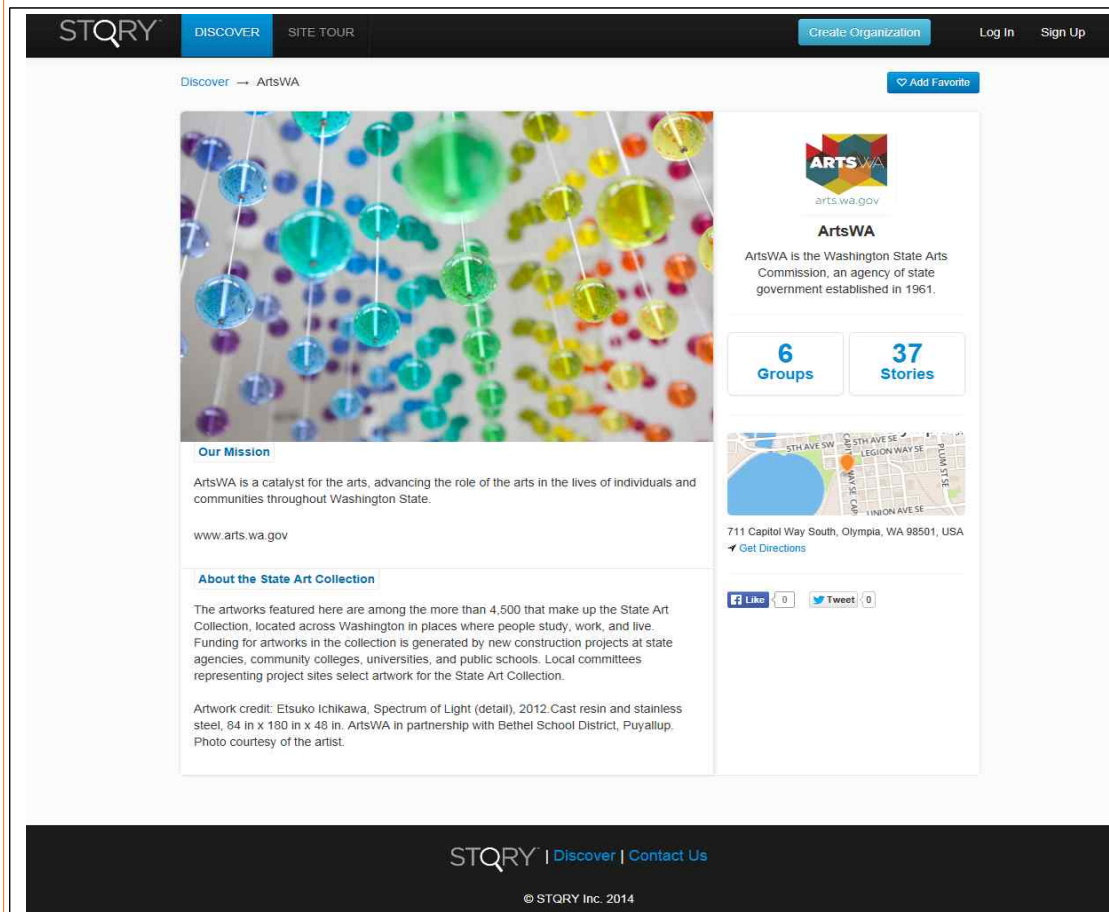 STQRY
DISCOVER
SITE TOUR
Create Organization
Log In
Sign Up
Discover → ArtsWA
♡ Add Favorite
ARTSWA
arts.wa.gov
ArtsWA
ArtsWA is the Washington State Arts
Commission, an agency of state
government established in 1961.
6
Groups
37
Stories
5TH AVE SW
5TH AVE SE
LEGION WAY SE
PLUM ST SE
UNION AVE SE
711 Capitol Way South, Olympia, WA 98501, USA
Get Directions
Like 0
Tweet 0
Our Mission
ArtsWA is a catalyst for the arts, advancing the role of the arts in the lives of individuals and
communities throughout Washington State.
www.arts.wa.gov
About the State Art Collection
The artworks featured here are among the more than 4,500 that make up the State Art
Collection, located across Washington in places where people study, work, and live.
Funding for artworks in the collection is generated by new construction projects at state
agencies, community colleges, universities, and public schools. Local committees
representing project sites select artwork for the State Art Collection.
Artwork credit: Etsuko Ichikawa, Spectrum of Light (detail), 2012.Cast resin and stainless
steel, 84 in x 180 in x 48 in. ArtsWA in partnership with Bethel School District, Puyallup.
Photo courtesy of the artist.
STQRY | Discover | Contact Us
© STQRY Inc. 2014